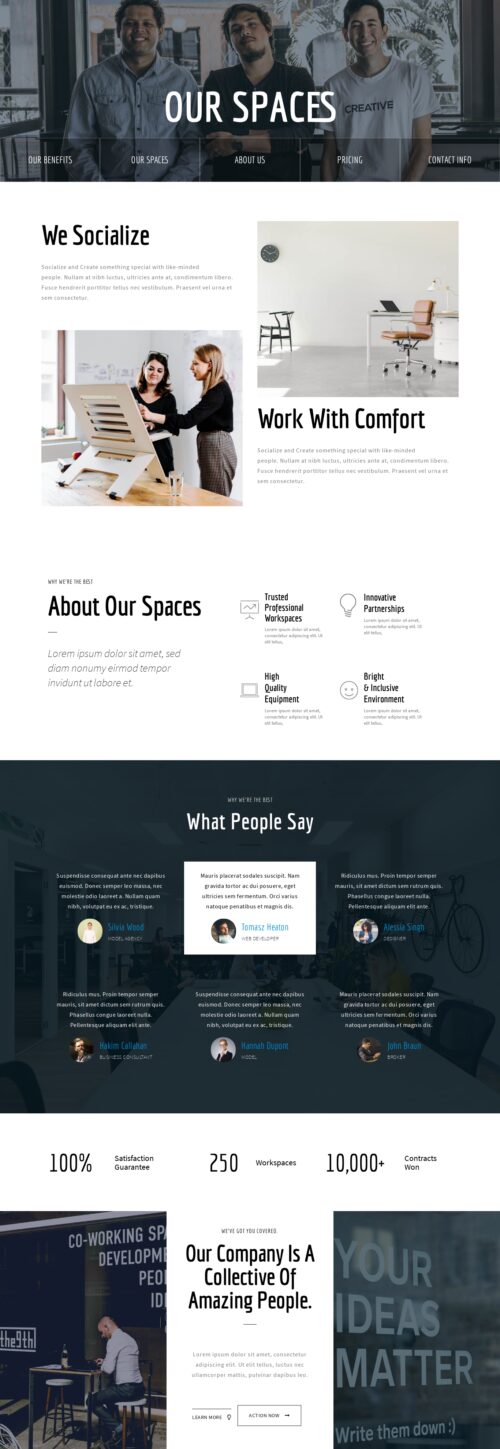 CREATIVE
OUR SPACES
OUR BENEFITS
OUR SPACES
ABOUT US
PRICING
CONTACT INFO
We Socialize
Socialize and Create something special with like-minded
people. Nullam at nibh luctus, ultricies ante at, condimentum libero.
Fusce hendrerit porttitor tellus nec vestibulum. Praesent vel urna et
sem consectetur.
Work With Comfort
Socialize and Create something special with like-minded
people. Nullam at nibh luctus, ultricies ante at, condimentum libero.
Fusce hendrerit porttitor tellus nec vestibulum. Praesent vel urna et
sem consectetur.
WHY WE'RE THE BEST
About Our Spaces
Lorem ipsum dolor sit amet, sed
diam nonumy eirmod tempor
invidunt ut labore et.
Trusted
Professional
Workspaces
Lorem ipsum dolor sit amet,
consectetur adipiscing elit. Ut
elit tellus,
Innovative
Partnerships
Lorem ipsum dolor sit amet,
consectetur adipiscing elit. Ut
elit tellus,
High
Quality
Equipment
Lorem ipsum dolor sit amet,
consectetur adipiscing elit. Ut
elit tellus,
Bright
& Inclusive
Environment
Lorem ipsum dolor sit amet,
consectetur adipiscing elit. Ut
elit tellus,
WHY WE'RE THE BEST
What People Say
Suspendisse consequat ante nec dapibus
euismod. Donec semper leo massa, nec
molestie odio laoreet a. Nullam quam
nibh, volutpat eu ex ac, tristique.
Silvia Wood
MODEL AGENCY
Mauris placerat sodales suscipit. Nam
gravida tortor ac dui posuere, eget
ultricies sem fermentum. Orci varius
natoque penatibus et magnis dis.
Tomasz Heaton
WEB DEVELOPER
Ridiculus mus. Proin tempor semper
mauris, sit amet dictum sem rutrum quis.
Phasellus congue laoreet nulla.
Pellentesque aliquam elit ante.
Alessia Singh
DESIGNER
Ridiculus mus. Proin tempor semper
mauris, sit amet dictum sem rutrum quis.
Phasellus congue laoreet nulla.
Pellentesque aliquam elit ante.
Hakim Callahan
BUSINESS CONSULTANT
Suspendisse consequat ante nec dapibus
euismod. Donec semper leo massa, nec
molestie odio laoreet a. Nullam quam
nibh, volutpat eu ex ac, tristique.
Hannah Dupont
MODEL
Mauris placerat sodales suscipit. Nam
gravida tortor ac dui posuere, eget
ultricies sem fermentum. Orci varius
natoque penatibus et magnis dis.
John Braun
BROKER
100%
Satisfaction
Guarantee
250
Workspaces
10,000+
Contracts
Won
CO-WORKING SPA
DEVELOPME
PEOP
ID
the9th
WE'VE GOT YOU COVERED
Our Company Is A
Collective Of
Amazing People.
Lorem ipsum dolor sit amet, consectetur
adipiscing elit. Ut elit tellus, luctus nec
ullamcorper mattis, pulvinar dapibus leo.
LEARN MORE
ACTION NOW
YOUR
IDEAS
MATTER
Write them down :)